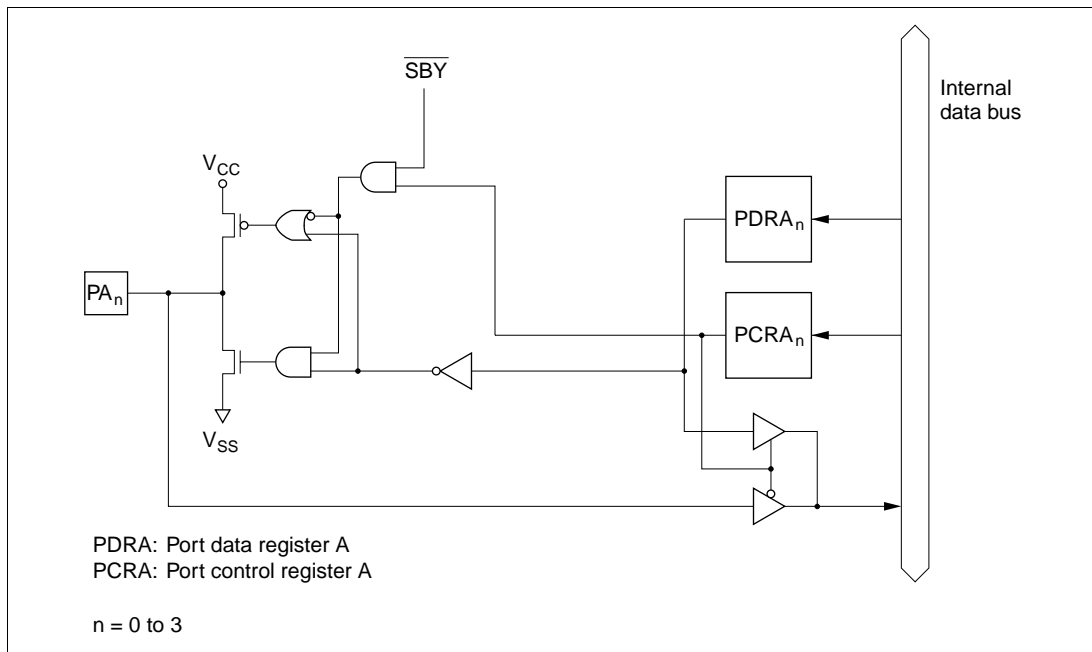 SBY
Internal
data bus
VCC
PDRAn
PAn
PCRAn
VSS
PDRA: Port data register A
PCRA: Port control register A
n = 0 to 3